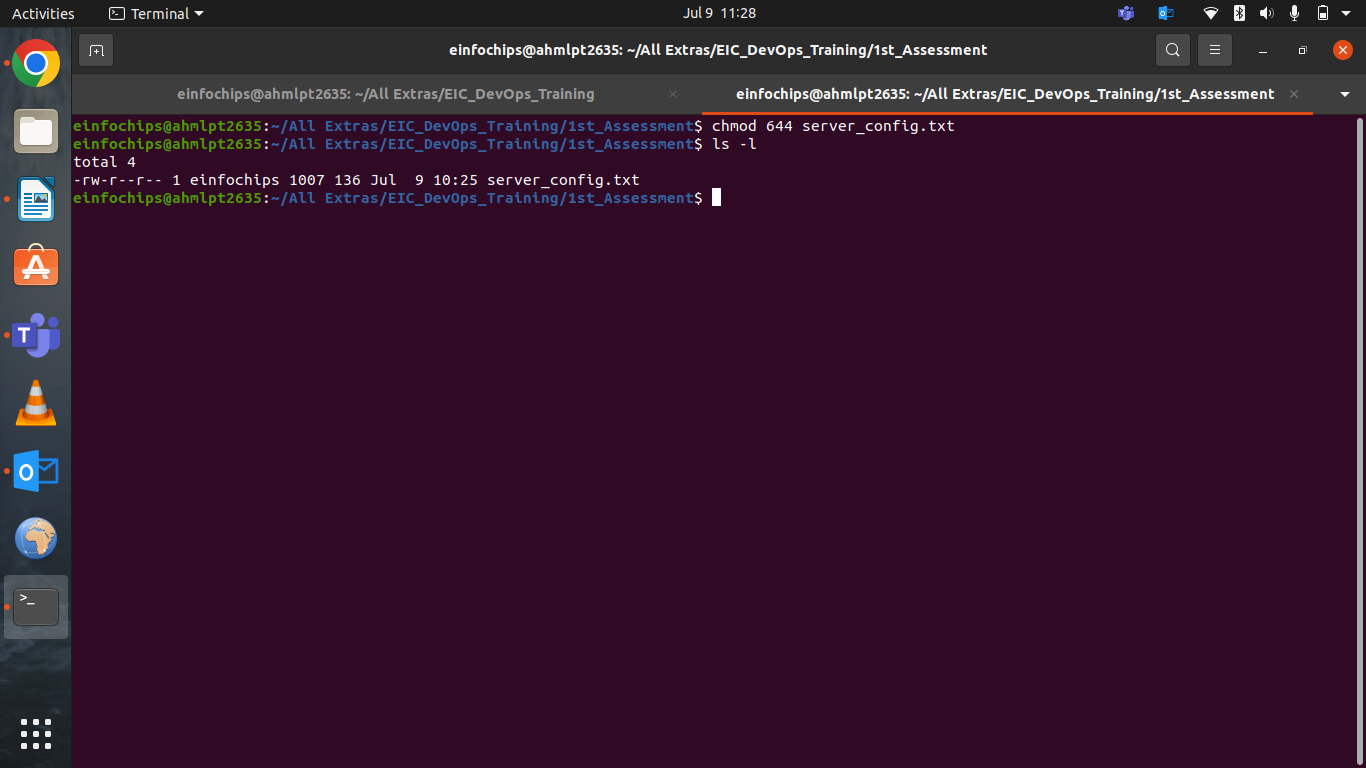 Activities Terminal Jul 9 11:28
einfochips@ahmlpt2635: ~/All Extras/EIC_DevOps_Training/1st_Assessment
einfochips@ahmlpt2635: ~/All Extras/EIC_DevOps_Training × einfochips@ahmlpt2635: ~/All Extras/EIC_DevOps_Training/1st_Assessment ×
einfochips@ahmlpt2635:~/All Extras/EIC_DevOps_Training/1st_Assessment$ chmod 644 server_config.txt
einfochips@ahmlpt2635:~/All Extras/EIC_DevOps_Training/1st_Assessment$ ls -l
total 4
-rw-r--r-- 1 einfochips 1007 136 Jul  9 10:25 server_config.txt
einfochips@ahmlpt2635:~/All Extras/EIC_DevOps_Training/1st_Assessment$